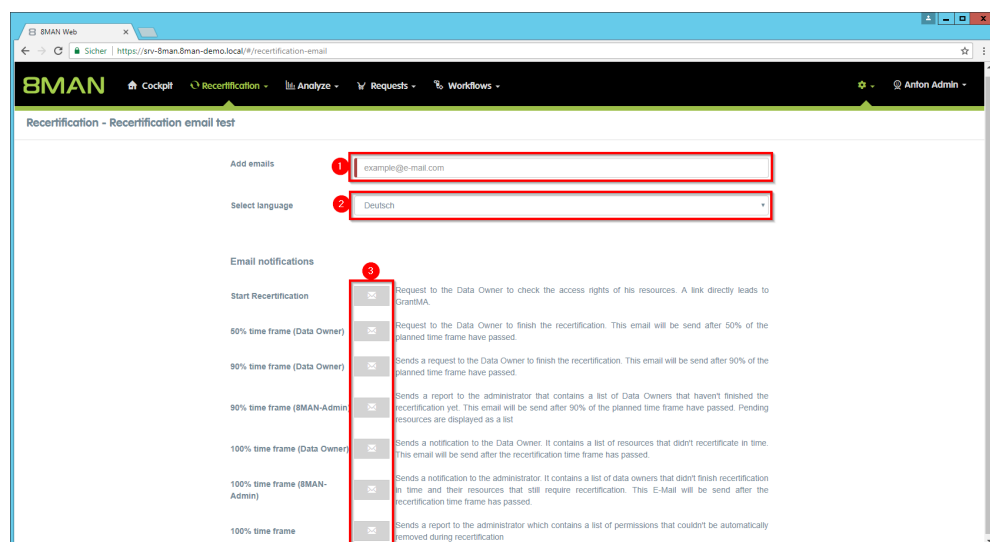 8MAN Web
Sicher | https://srv-8man.8man-demo.local/#/recertification-email
8MAN Cockpit Recertification Analyze Requests Workflows Anton Admin
Recertification - Recertification email test
Add emails 1 example@e-mail.com
Select language 2 Deutsch
Email notifications
3
Start Recertification
Request to the Data Owner to check the access rights of his resources. A link directly leads to
GrantMA.
50% time frame (Data Owner)
Request to the Data Owner to finish the recertification. This email will be send after 50% of the
planned time frame have passed.
90% time frame (Data Owner)
Sends a request to the Data Owner to finish the recertification. This email will be send after 90% of the
planned time frame have passed.
90% time frame (8MAN-Admin)
Sends a report to the administrator that contains a list of Data Owners that haven't finished the
recertification yet. This email will be send after 90% of the planned time frame have passed. Pending
resources are displayed as a list
100% time frame (Data Owner)
Sends a notification to the Data Owner. It contains a list of resources that didn't recertificate in time.
This email will be send after the recertification time frame has passed.
100% time frame (8MAN-
Admin)
Sends a notification to the administrator. It contains a list of data owners that didn't finish recertification
in time and their resources that still require recertification. This E-Mail will be send after the
recertification time frame has passed.
100% time frame
Sends a report to the administrator which contains a list of permissions that couldn't be automatically
removed during recertification